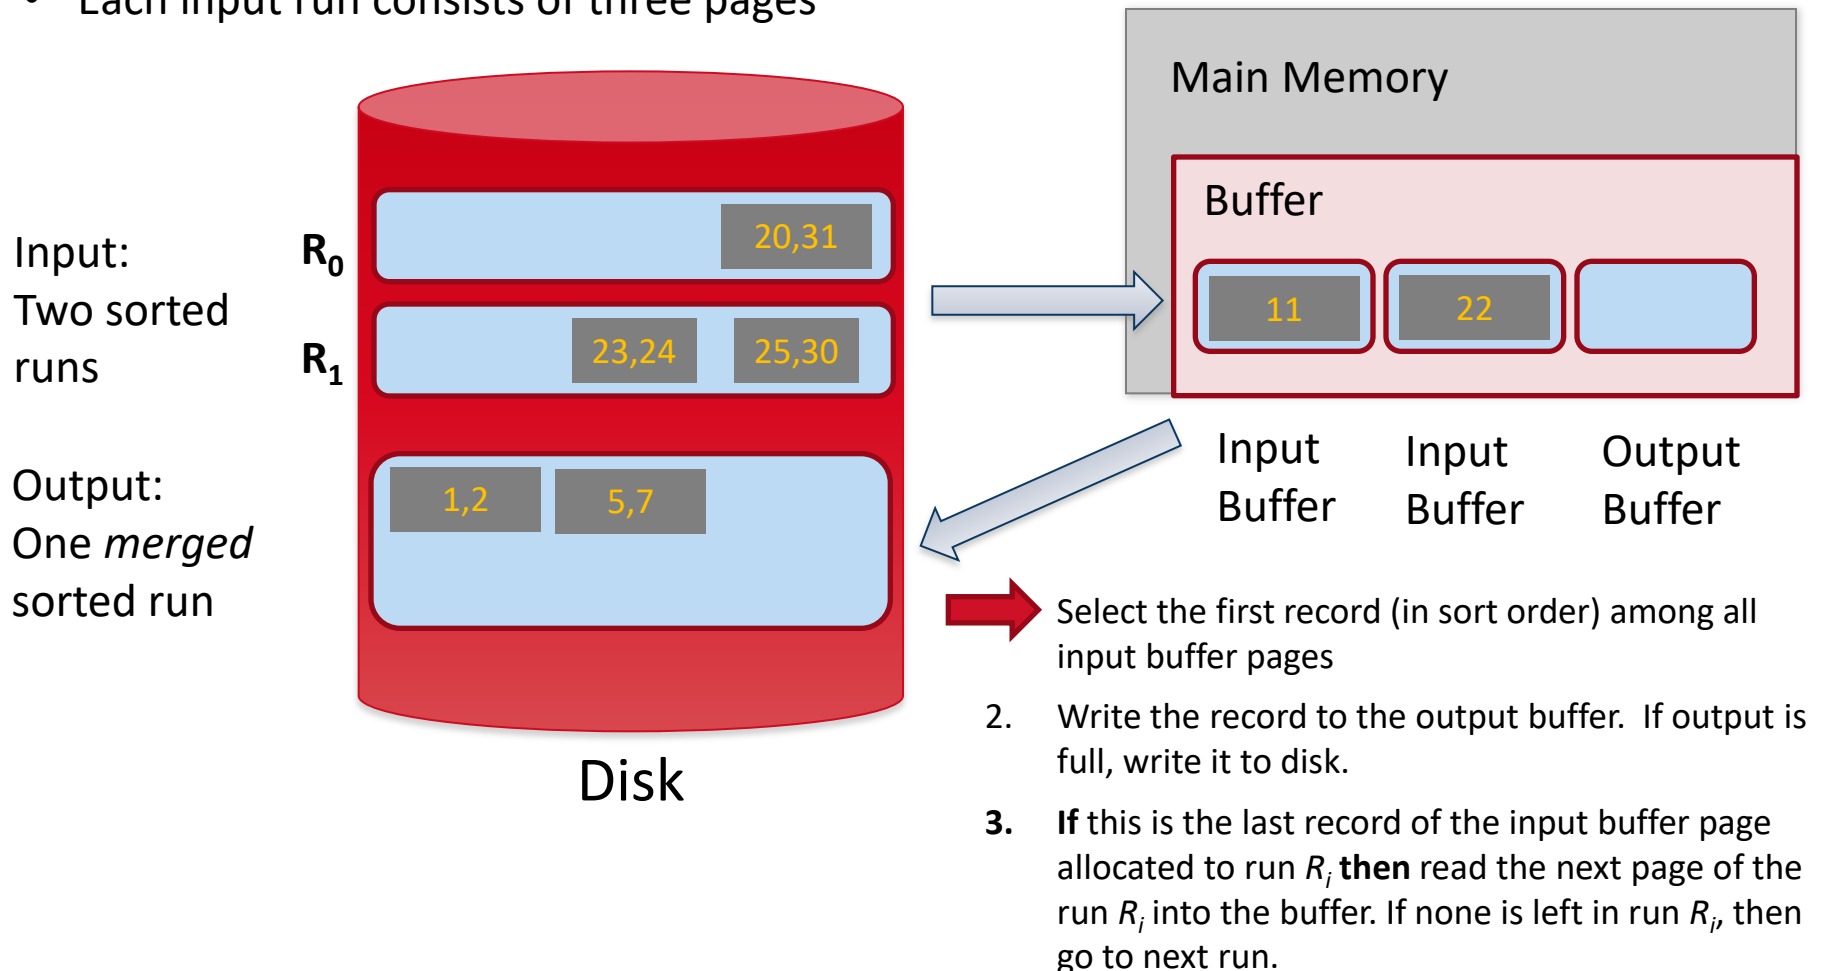 • Each input run consists of three pages
Main Memory
Buffer
Input:
Two sorted
runs
R0
20,31
R1
23,24 25,30
11 22
Input
Buffer
Input
Buffer
Output
Buffer
Output:
One merged
sorted run
1,2 5,7
Disk
Select the first record (in sort order) among all
input buffer pages
2. Write the record to the output buffer. If output is
full, write it to disk.
3. If this is the last record of the input buffer page
allocated to run Ri then read the next page of the
run Ri into the buffer. If none is left in run Ri, then
go to next run.